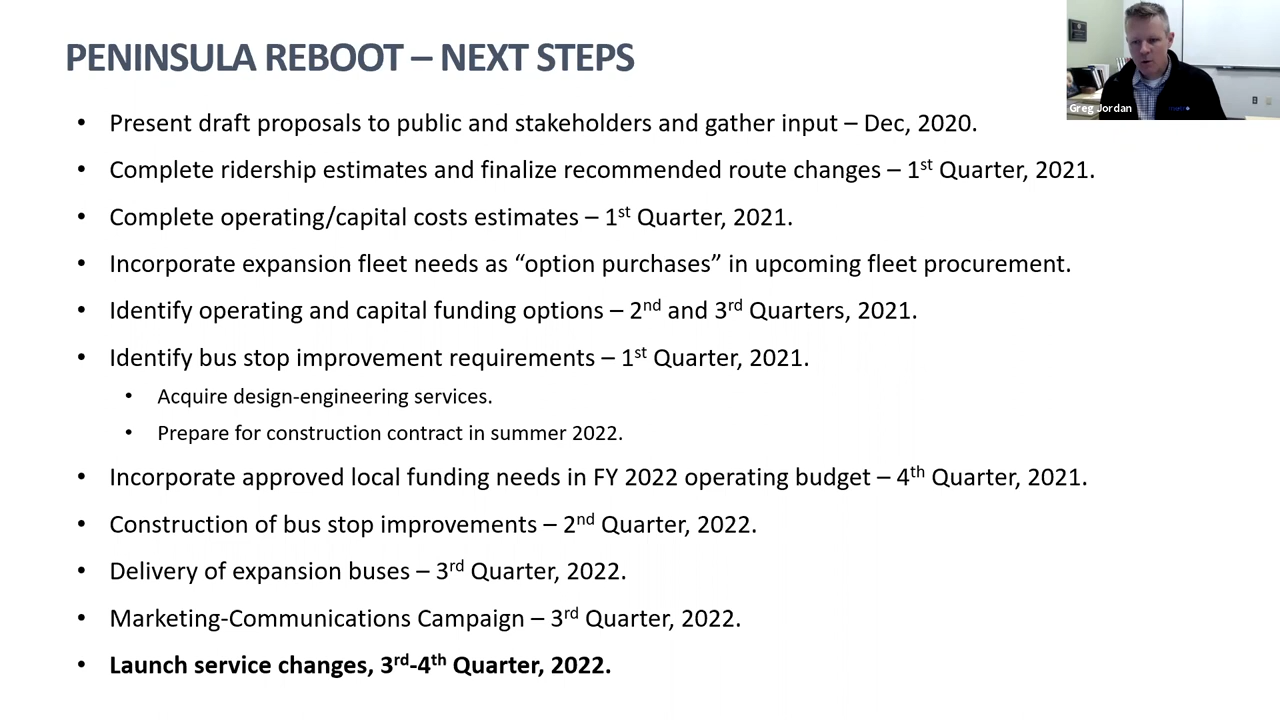 PENINSULA REBOOT – NEXT STEPS
Greg Jordan
• Present draft proposals to public and stakeholders and gather input – Dec, 2020.
• Complete ridership estimates and finalize recommended route changes – 1st Quarter, 2021.
• Complete operating/capital costs estimates – 1st Quarter, 2021.
• Incorporate expansion fleet needs as “option purchases” in upcoming fleet procurement.
• Identify operating and capital funding options – 2nd and 3rd Quarters, 2021.
• Identify bus stop improvement requirements – 1st Quarter, 2021.
• Acquire design-engineering services.
• Prepare for construction contract in summer 2022.
• Incorporate approved local funding needs in FY 2022 operating budget – 4th Quarter, 2021.
• Construction of bus stop improvements – 2nd Quarter, 2022.
• Delivery of expansion buses – 3rd Quarter, 2022.
• Marketing-Communications Campaign – 3rd Quarter, 2022.
• Launch service changes, 3rd-4th Quarter, 2022.